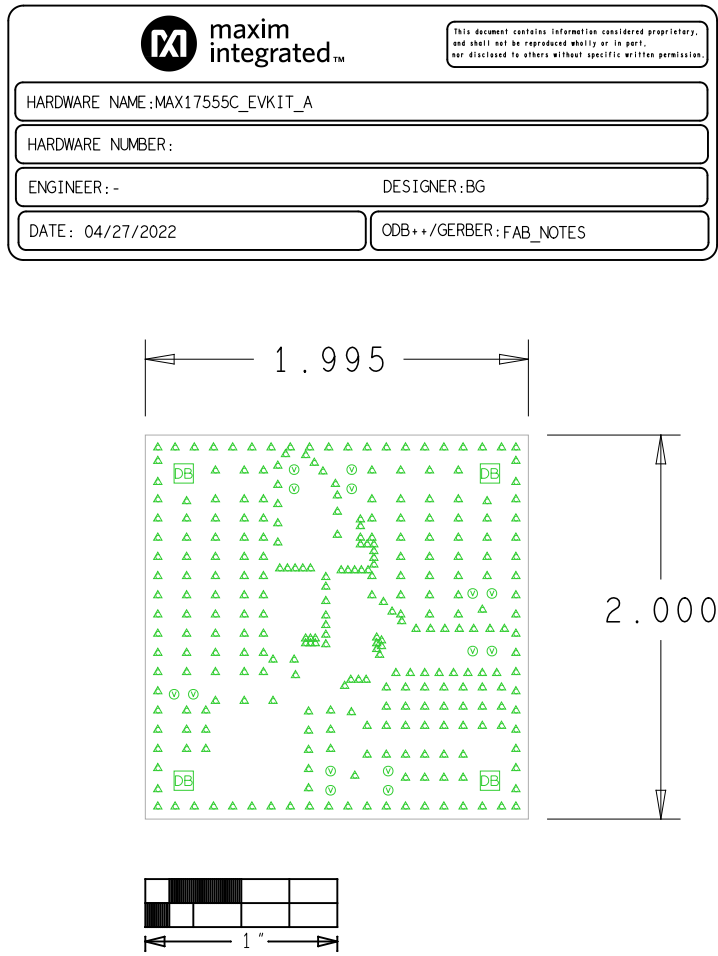 maxim
integrated™
This document contains information considered proprietary,
and shall not be reproduced wholly or in part,
nor disclosed to others without specific written permission.
HARDWARE NAME:MAX17555C_EVKIT_A
HARDWARE NUMBER:
ENGINEER:- DESIGNER:BG
DATE: 04/27/2022 ODB++/GERBER:FAB_NOTES
1.995
DB DB
V V
V V
V V
2.000
V V
V V
DB V V DB
V V
1"